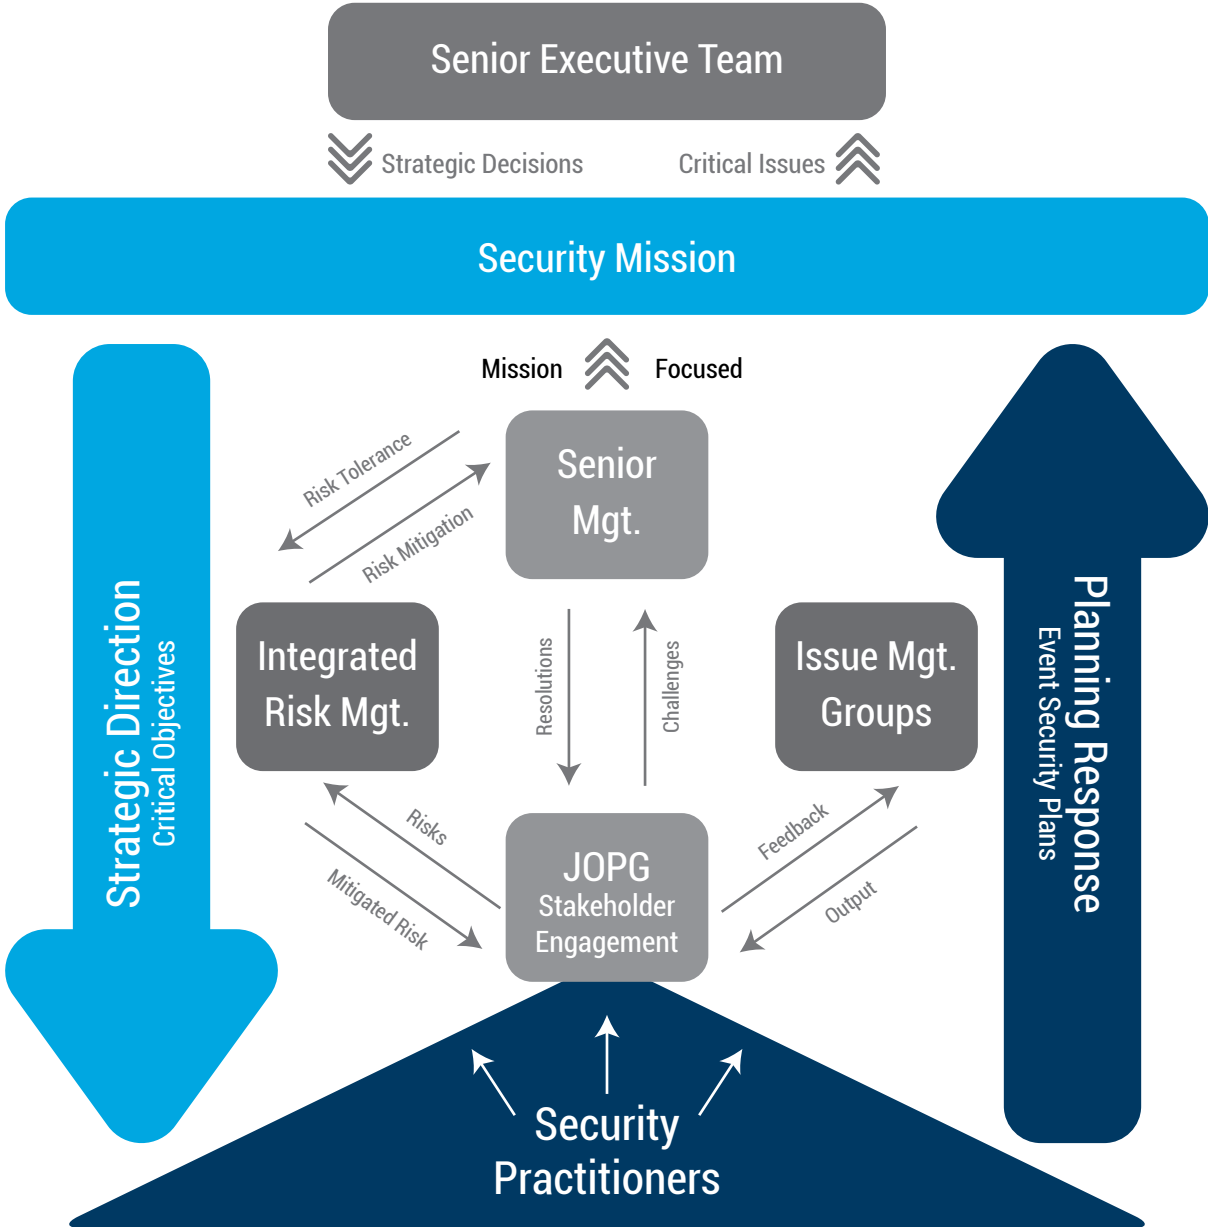 Senior Executive Team
Strategic Decisions
Critical Issues
Security Mission
Mission
Focused
Senior
Mgt.
Risk Tolerance
Risk Mitigation
Strategic Direction
Critical Objectives
Integrated
Risk Mgt.
Resolutions
Challenges
Issue Mgt.
Groups
Planning Response
Event Security Plans
Risks
Mitigated Risk
JOPG
Stakeholder
Engagement
Feedback
Output
Security
Practitioners